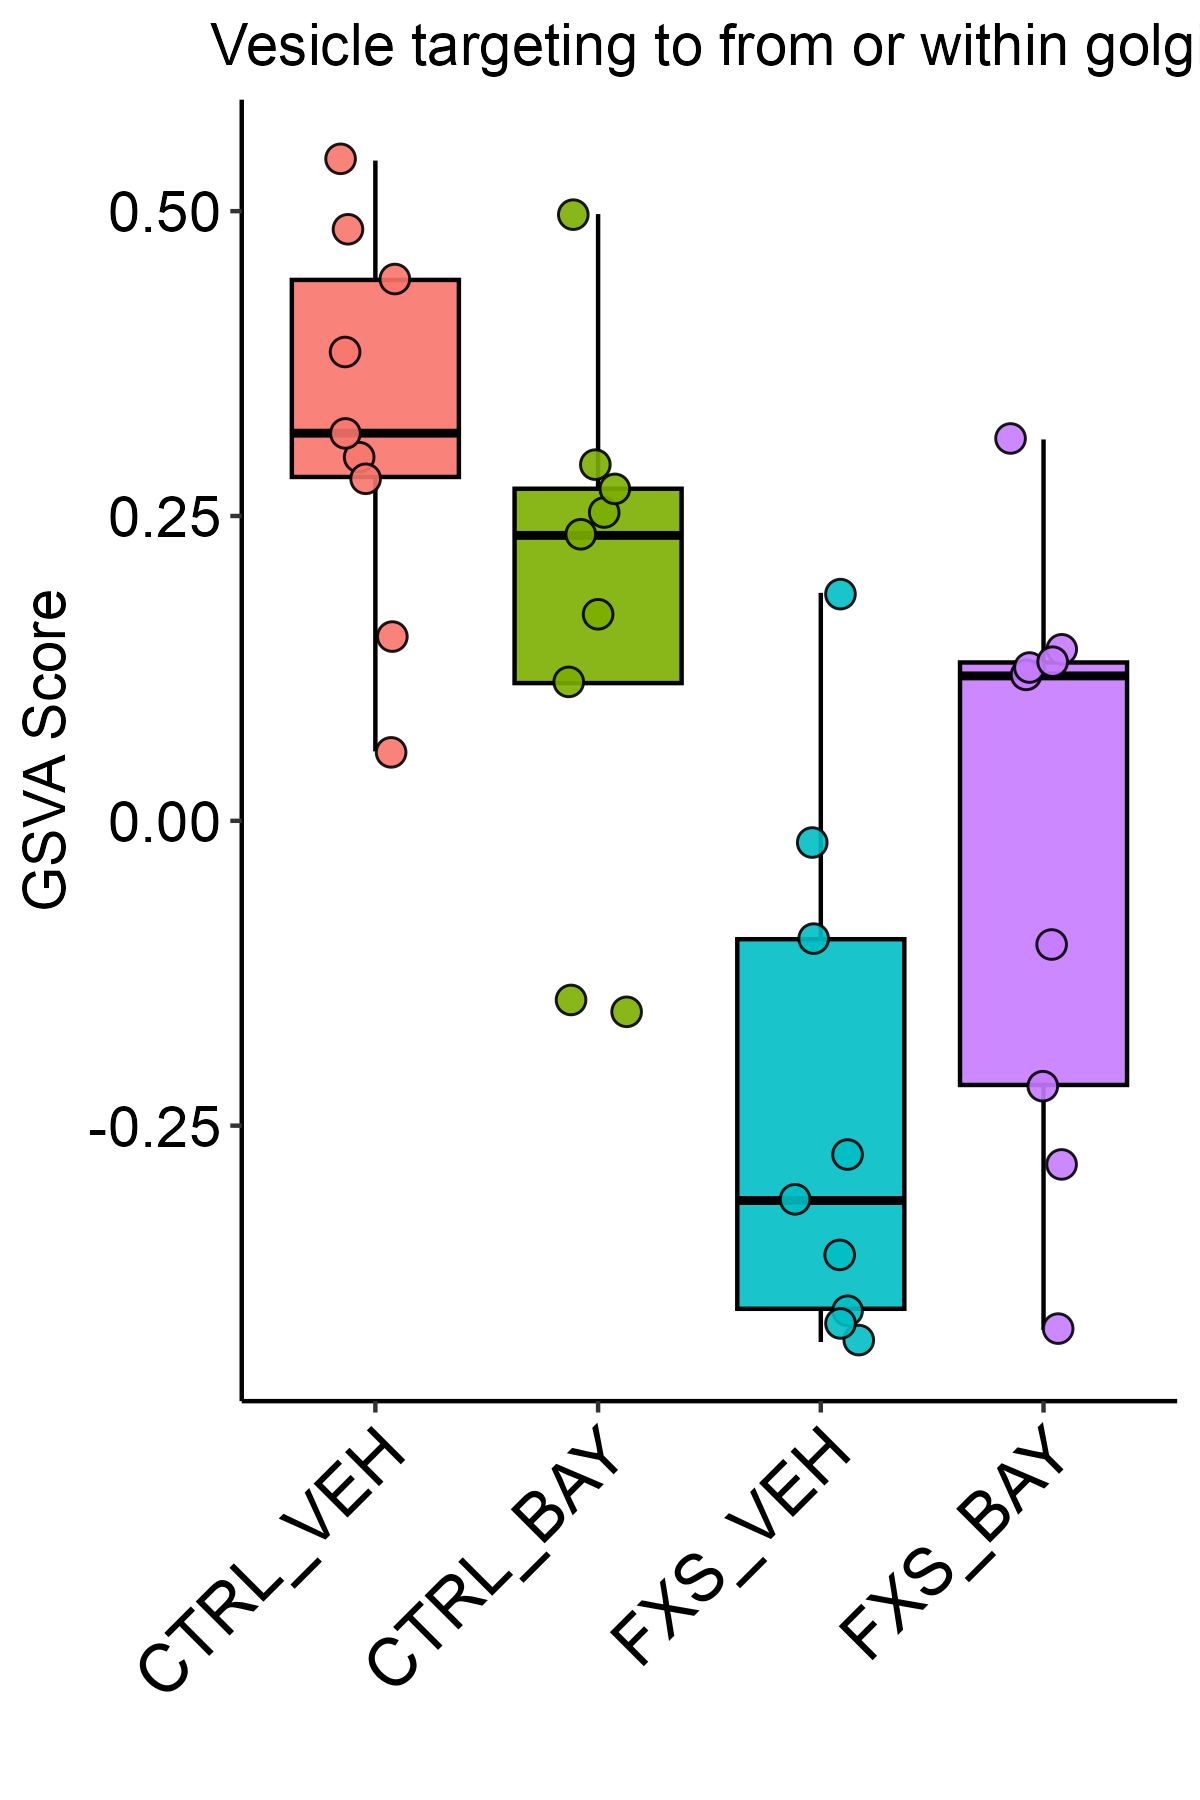 Vesicle targeting to from or within golgi
GSVA Score
0.50
0.25
0.00
-0.25
CTRL_VEH
CTRL_BAY
FXS_VEH
FXS_BAY